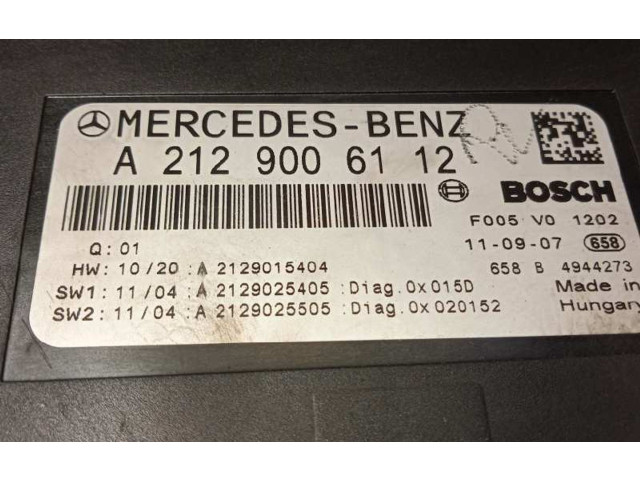 MERCEDES-BENZ
A 212 900 61 12
BOSCH
F005 V0 1202
Q: 01
11-09-07 658
HW: 10/20 :A 2129015404
658 B 4944273
SW1: 11/04 :A 2129025405 :Diag.0x015D
Made in
SW2: 11/04 :A 2129025505 :Diag.0x020152
Hungary